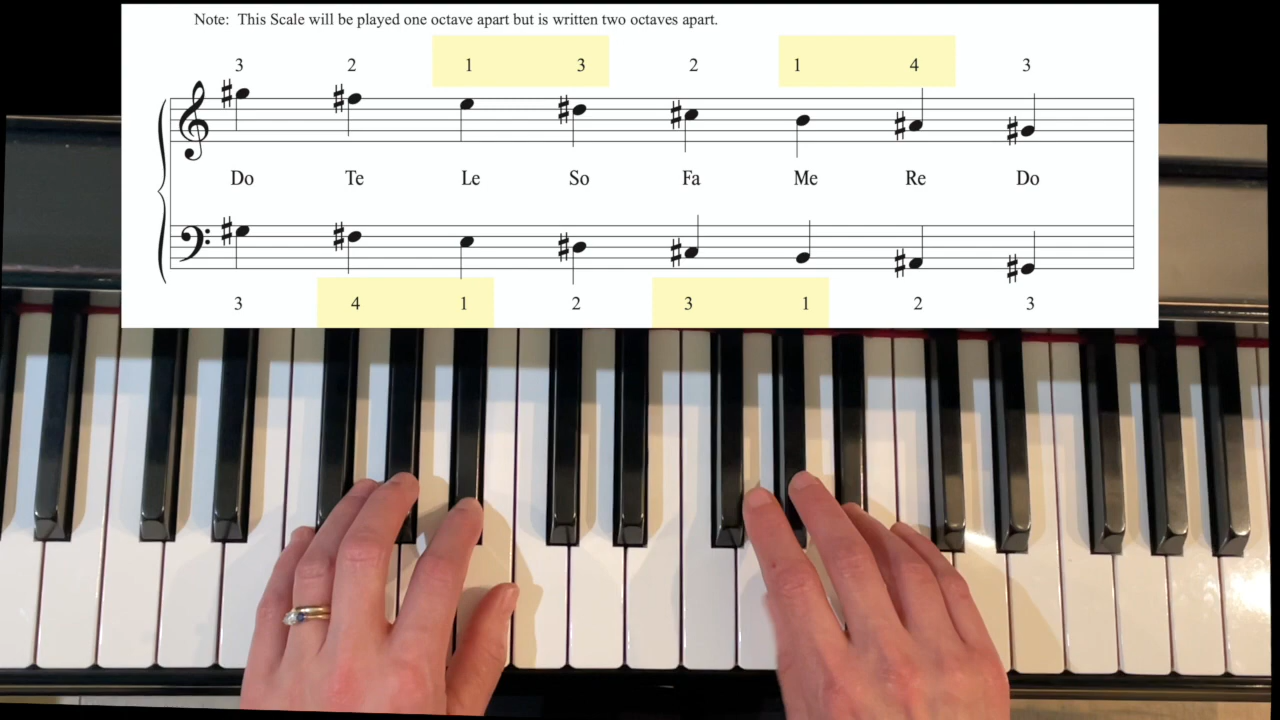 Note: This Scale will be played one octave apart but is written two octaves apart.
3 2 1 3 2 1 4 3
Do Te Le So Fa Me Re Do
3 4 1 2 3 1 2 3